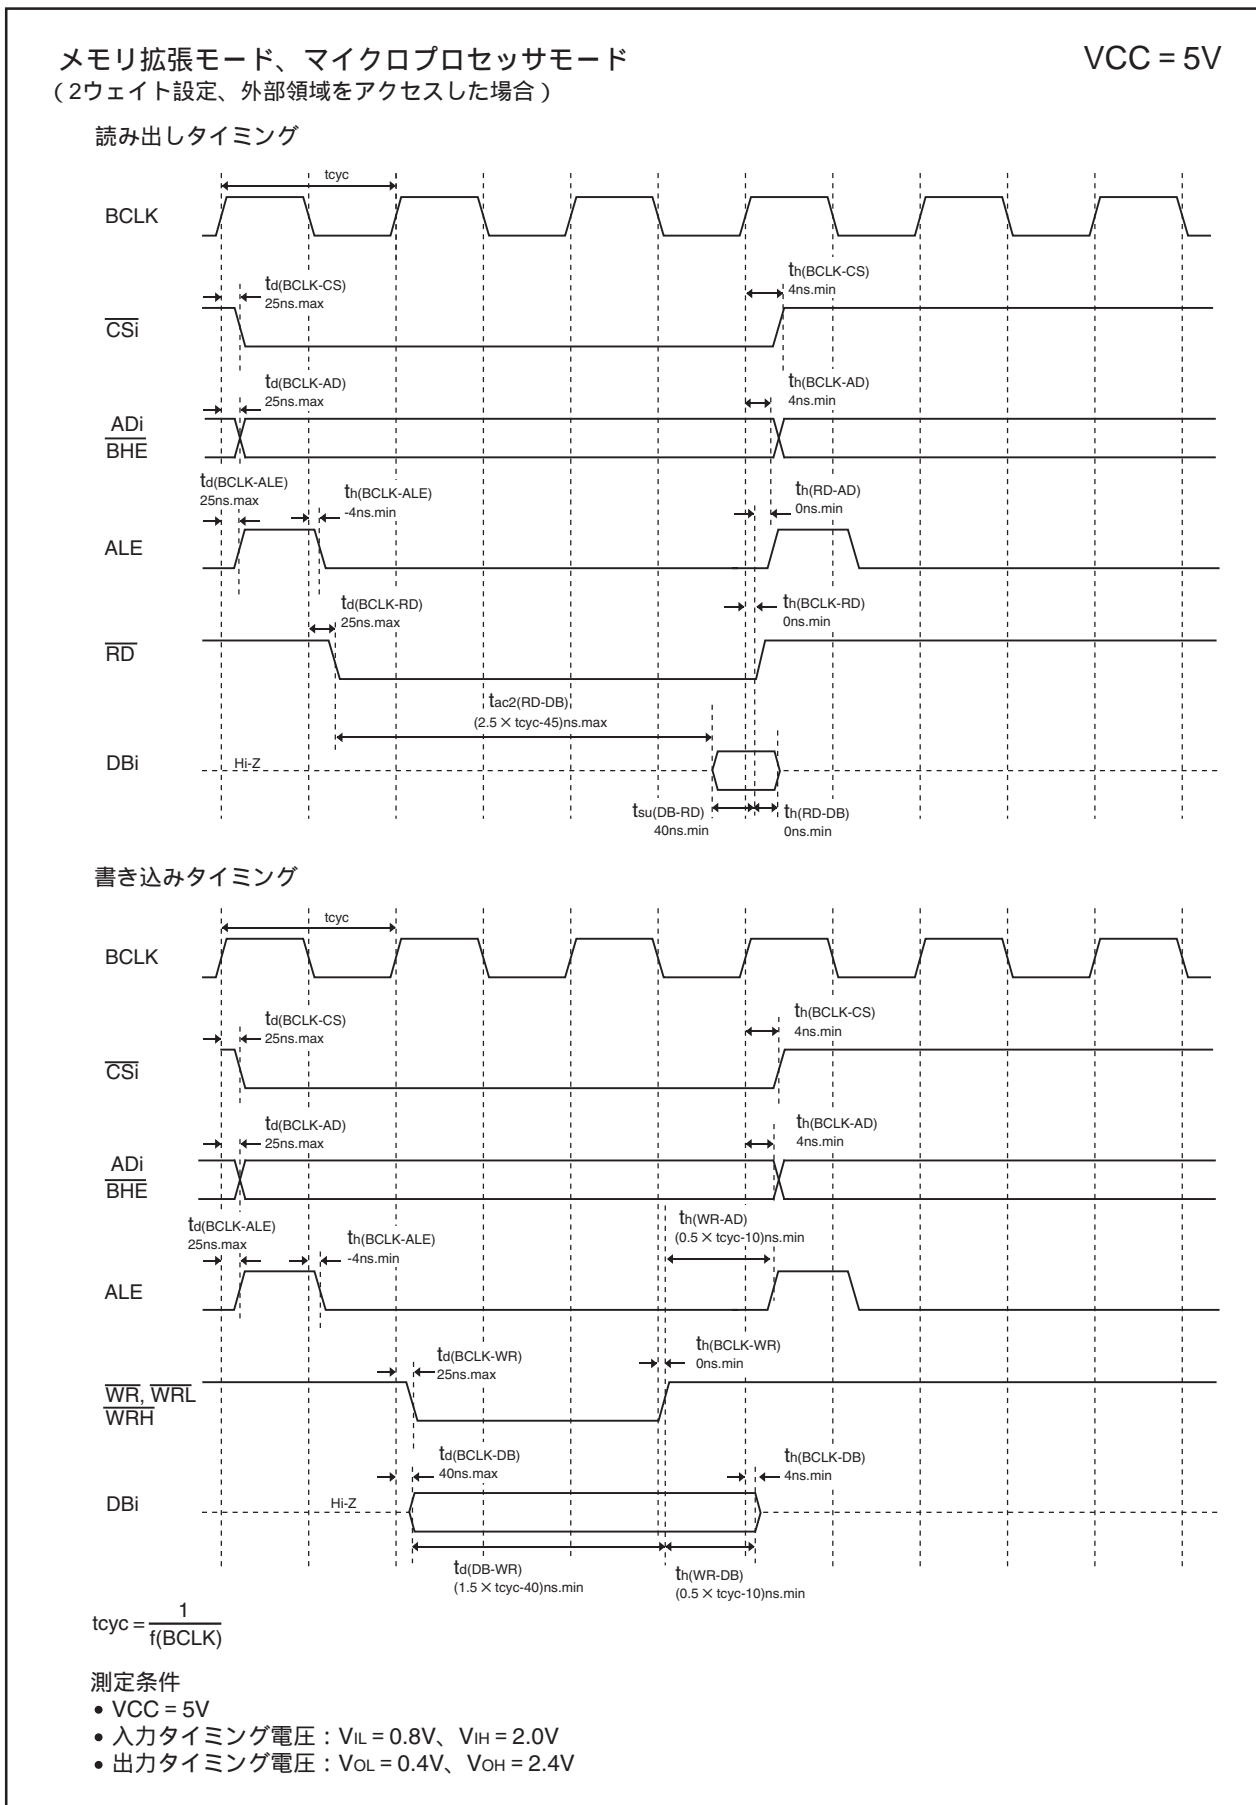 メモリ拡張モード、マイクロプロセッサモード
VCC = 5V
(2ウェイト設定、外部領域をアクセスした場合)
読み出しタイミング
tcyc
BCLK
td(BCLK-CS)
25ns.max
th(BCLK-CS)
4ns.min
CSi
td(BCLK-AD)
25ns.max
th(BCLK-AD)
4ns.min
ADi
BHE
td(BCLK-ALE)
25ns.max
th(BCLK-ALE)
-4ns.min
th(RD-AD)
0ns.min
ALE
td(BCLK-RD)
25ns.max
th(BCLK-RD)
0ns.min
RD
tac2(RD-DB)
(2.5 × tcyc-45)ns.max
DBi
Hi-Z
tsu(DB-RD)
40ns.min
th(RD-DB)
0ns.min
書き込みタイミング
tcyc
BCLK
td(BCLK-CS)
25ns.max
th(BCLK-CS)
4ns.min
CSi
td(BCLK-AD)
25ns.max
th(BCLK-AD)
4ns.min
ADi
BHE
td(BCLK-ALE)
25ns.max
th(BCLK-ALE)
-4ns.min
th(WR-AD)
(0.5 × tcyc-10)ns.min
ALE
td(BCLK-WR)
25ns.max
th(BCLK-WR)
0ns.min
WR, WRL
WRH
td(BCLK-DB)
40ns.max
th(BCLK-DB)
4ns.min
DBi
Hi-Z
td(DB-WR)
(1.5 × tcyc-40)ns.min
th(WR-DB)
(0.5 × tcyc-10)ns.min
tcyc = 1
f(BCLK)
測定条件
• VCC = 5V
• 入力タイミング電圧：VIL = 0.8V、VIH = 2.0V
• 出力タイミング電圧：VOL = 0.4V、VOH = 2.4V